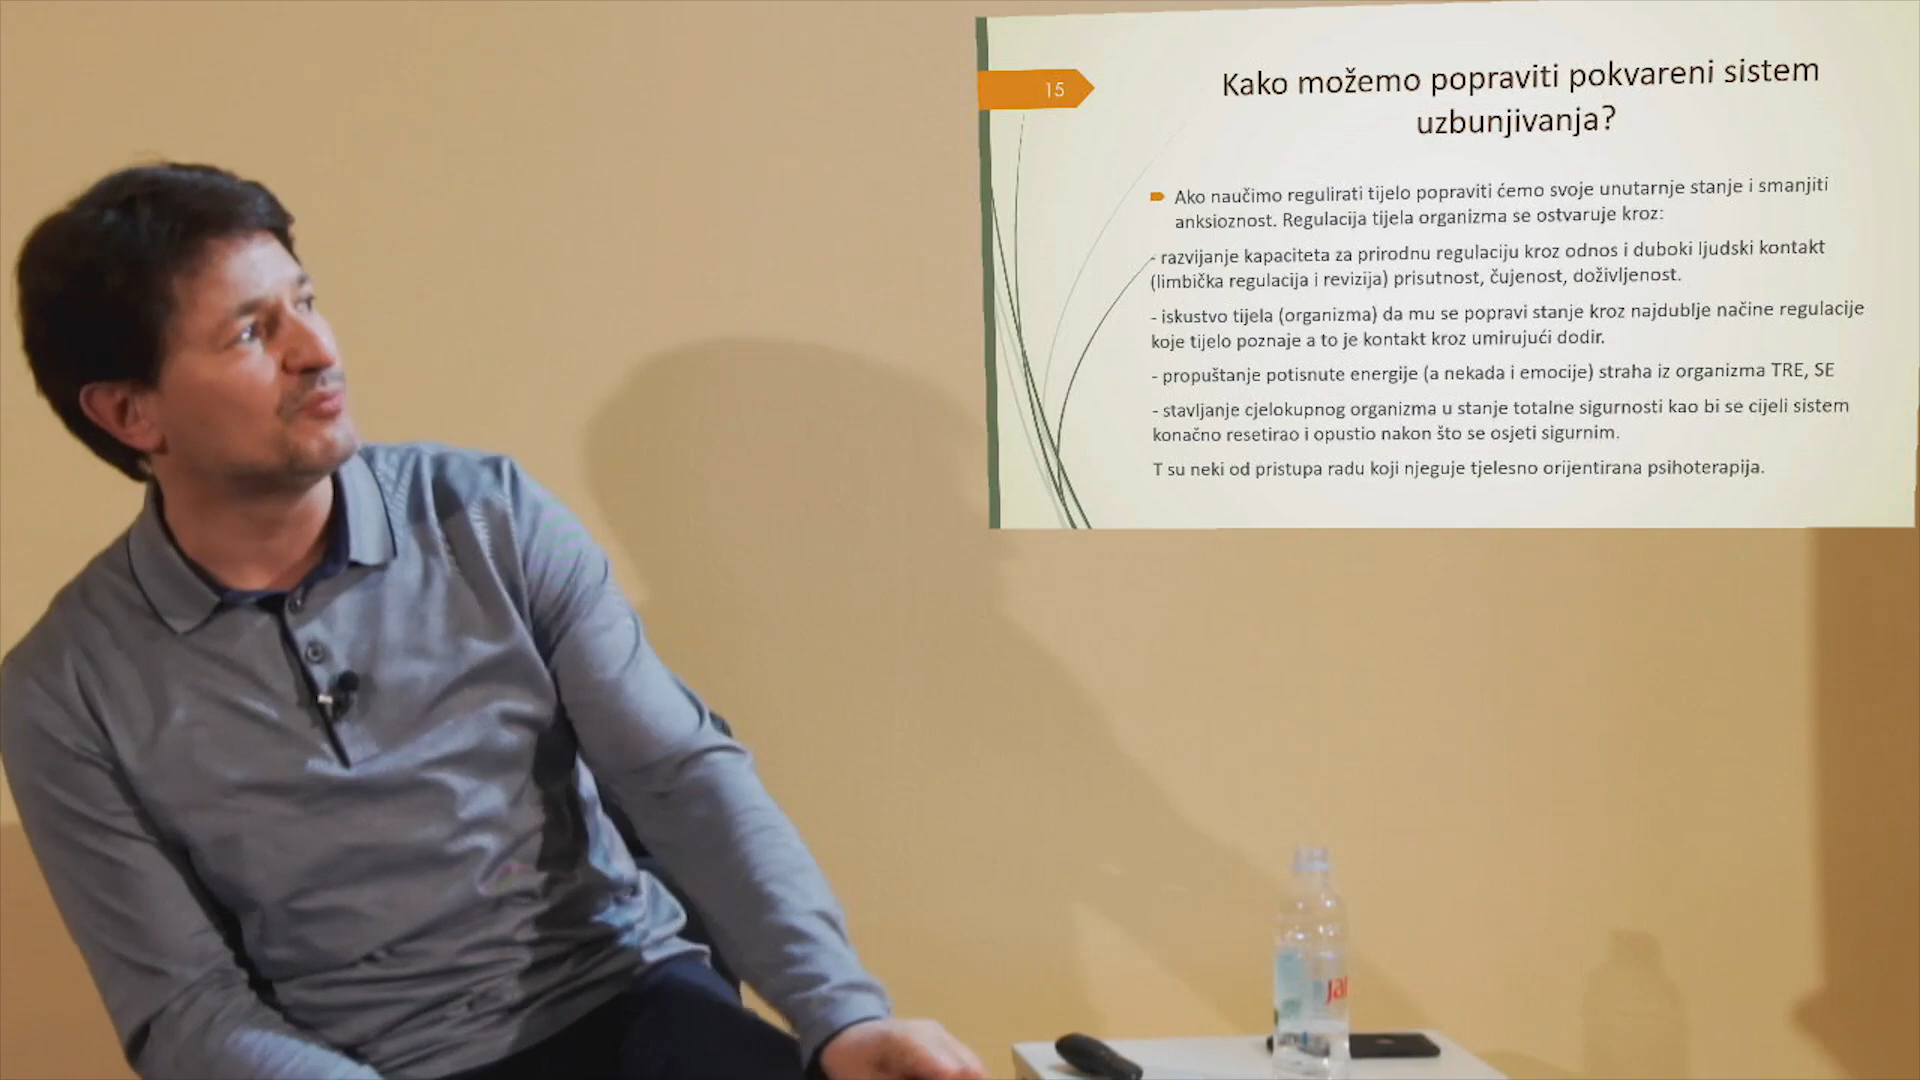 15
Kako možemo popraviti pokvareni sistem
uzbunjivanja?
Ako naučimo regulirati tijelo popraviti ćemo svoje unutarnje stanje i smanjiti
anksioznost. Regulacija tijela organizma se ostvaruje kroz:
- razvijanje kapaciteta za prirodnu regulaciju kroz odnos i duboki ljudski kontakt
(limbička regulacija i revizija) prisutnost, čujenost, doživljenost.
- iskustvo tijela (organizma) da mu se popravi stanje kroz najdublje načine regulacije
koje tijelo poznaje a to je kontakt kroz umirujući dodir.
- propuštanje potisnute energije (a nekada i emocije) straha iz organizma TRE, SE
- stavljanje cjelokupnog organizma u stanje totalne sigurnosti kao bi se cijeli sistem
konačno resetirao i opustio nakon što se osjeti sigurnim.
T su neki od pristupa radu koji njeguje tjelesno orijentirana psihoterapija.